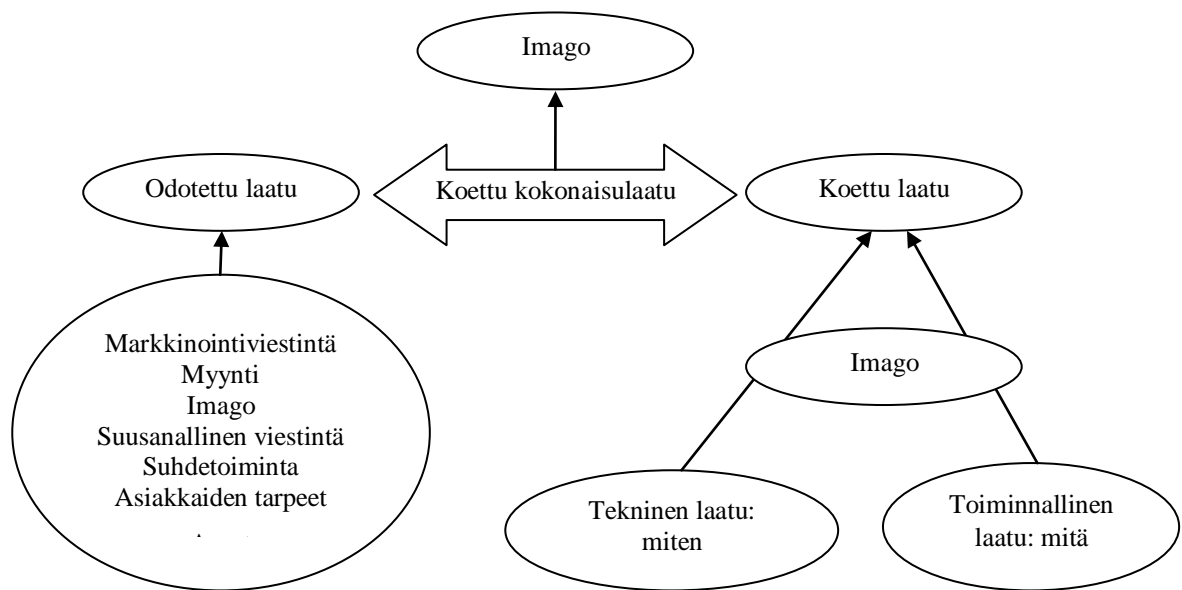 Imago
Odotettu laatu
Koettu kokonaisulaatu
Koettu laatu
Markkinointiviestintä
Myynti
Imago
Suusanallinen viestintä
Suhdetoiminta
Asiakkaiden tarpeet
Imago
Tekninen laatu:
miten
Toiminnallinen
laatu: mitä